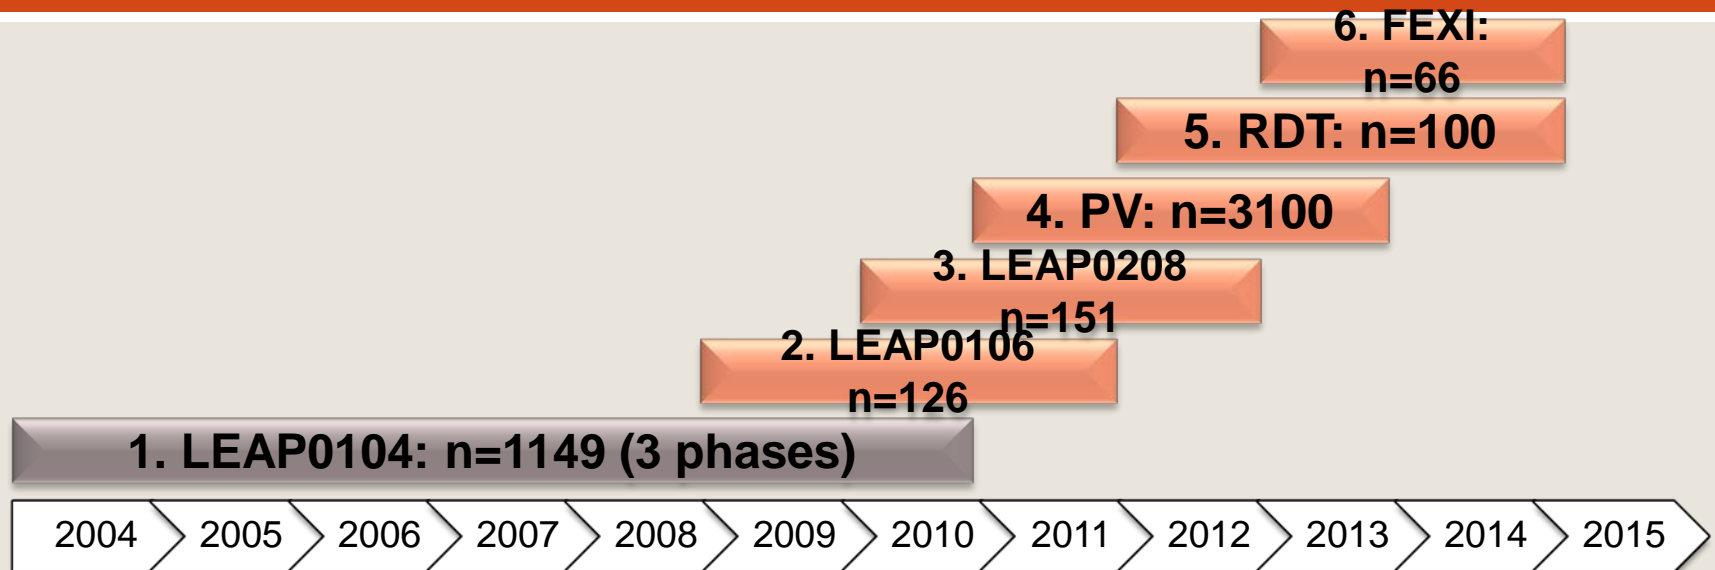 6. FEXI:
n=66
5. RDT: n=100
4. PV: n=3100
3. LEAP0208
n=151
2. LEAP0106
n=126
1. LEAP0104: n=1149 (3 phases)
2004 2005 2006 2007 2008 2009 2010 2011 2012 2013 2014 2015